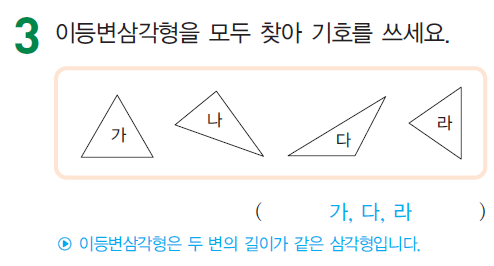 3 이등변삼각형을 모두 찾아 기호를 쓰세요.
가 나 다 라
( 가, 다, 라 )
▶ 이등변삼각형은 두 변의 길이가 같은 삼각형입니다.